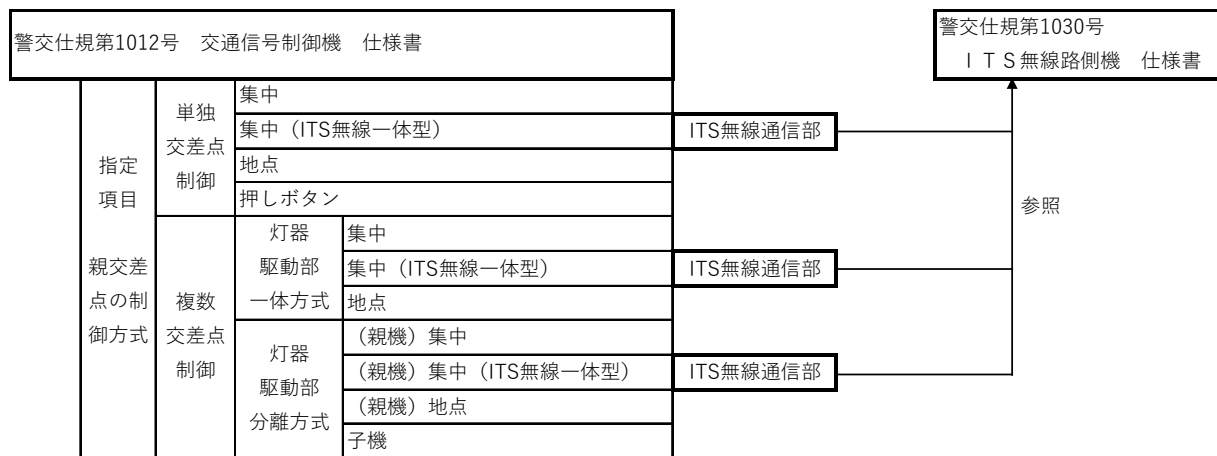 警交仕規第1012号　交通信号制御機　仕様書
警交仕規第1030号
ＩＴＳ無線路側機　仕様書
指定
項目
親交差
点の制
御方式
単独
交差点
制御
集中
集中（ITS無線一体型）
ITS無線通信部
地点
押しボタン
参照
複数
交差点
制御
灯器
駆動部
一体方式
集中
集中（ITS無線一体型）
ITS無線通信部
地点
灯器
駆動部
分離方式
（親機）集中
（親機）集中（ITS無線一体型）
ITS無線通信部
（親機）地点
子機